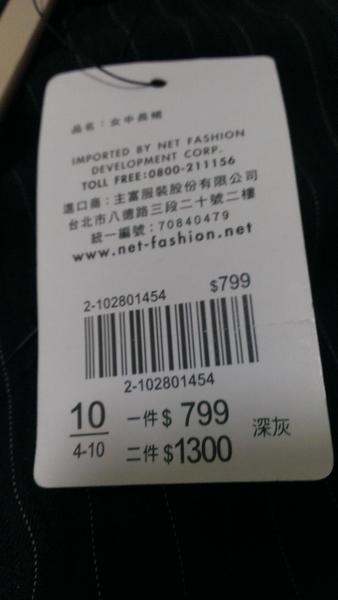 品名：女中長裙
IMPORTED BY NET FASHION
DEVELOPMENT CORP.
TOLL FREE:0800-211156
進口商：主富服裝股份有限公司
台北市八德路三段二十號二樓
統一編號：70840479
www.net-fashion.net
2-102801454 $799
2-102801454
10 一件$ 799 深灰
4-10 二件$1300